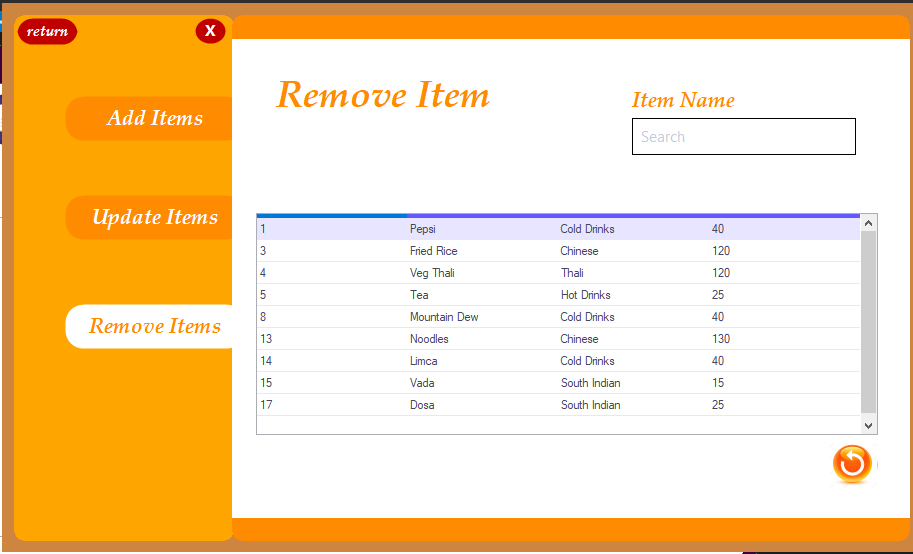 return
X
Add Items
Update Items
Remove Items
Remove Item
Item Name
Search
1 Pepsi Cold Drinks 40
3 Fried Rice Chinese 120
4 Veg Thali Thali 120
5 Tea Hot Drinks 25
8 Mountain Dew Cold Drinks 40
13 Noodles Chinese 130
14 Limca Cold Drinks 40
15 Vada South Indian 15
17 Dosa South Indian 25